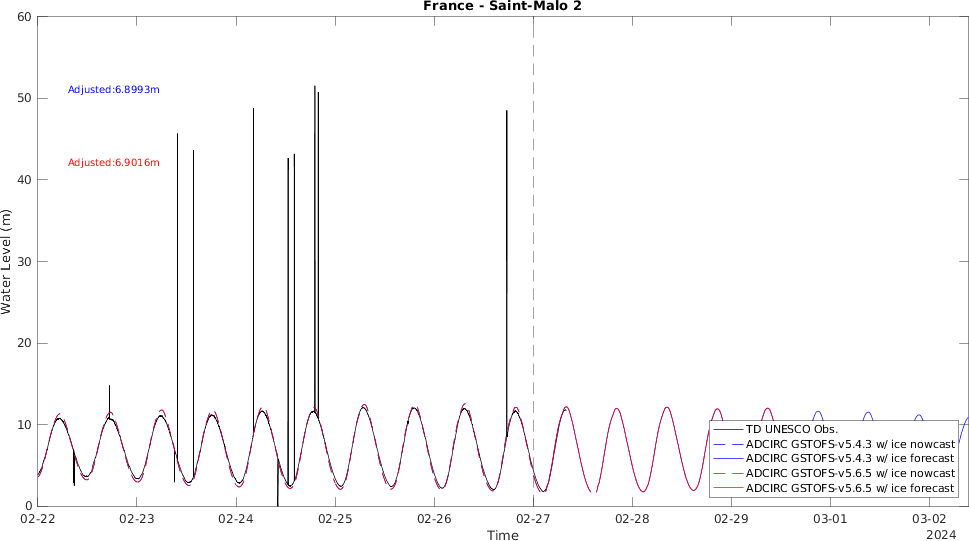 France - Saint-Malo 2
60
50
40
30
20
10
0
Water Level (m)
Adjusted:6.8993m
Adjusted:6.9016m
TD UNESCO Obs.
ADCIRC GSTOFS-v5.4.3 w/ ice nowcast
ADCIRC GSTOFS-v5.4.3 w/ ice forecast
ADCIRC GSTOFS-v5.6.5 w/ ice nowcast
ADCIRC GSTOFS-v5.6.5 w/ ice forecast
02-22 02-23 02-24 02-25 02-26 02-27 02-28 02-29 03-01 03-02
Time 2024